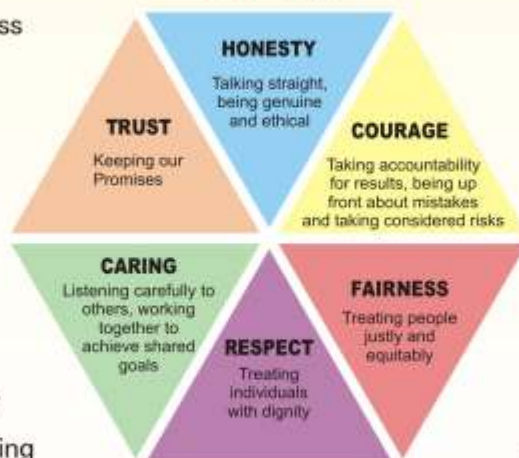 ss
HONESTY
Talking straight,
being genuine
and ethical
TRUST
Keeping our
Promises
COURAGE
Taking accountability
for results, being up
front about mistakes
and taking considered risks
CARING
Listening carefully to
others, working
together to
achieve shared
goals
RESPECT
Treating
individuals
with dignity
FAIRNESS
Treating people
justly and
equitably
ing